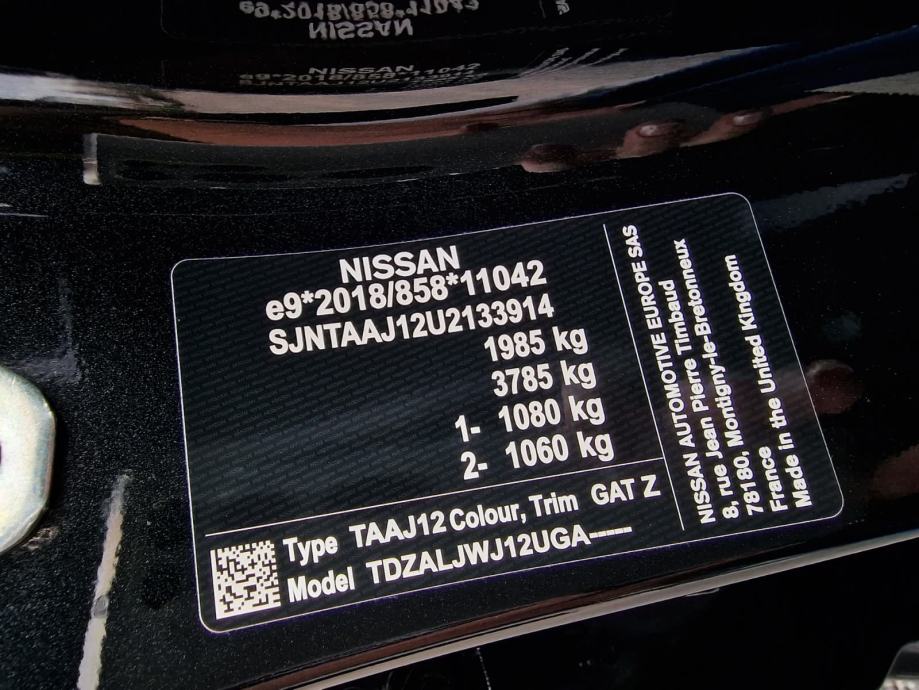 NISSAN
e9*2018/858*11042
SJNTAAJ12U2133914
1985 kg
3785 kg
1- 1080 kg
2- 1060 kg
Type TAAJ12 Colour, Trim GAT Z
Model TDZALJWJ12UGA-----
NISSAN AUTOMOTIVE EUROPE SAS
8, rue Jean Pierre Timbaud
78180, Montigny-le-Bretonneux
France
Made in the United Kingdom